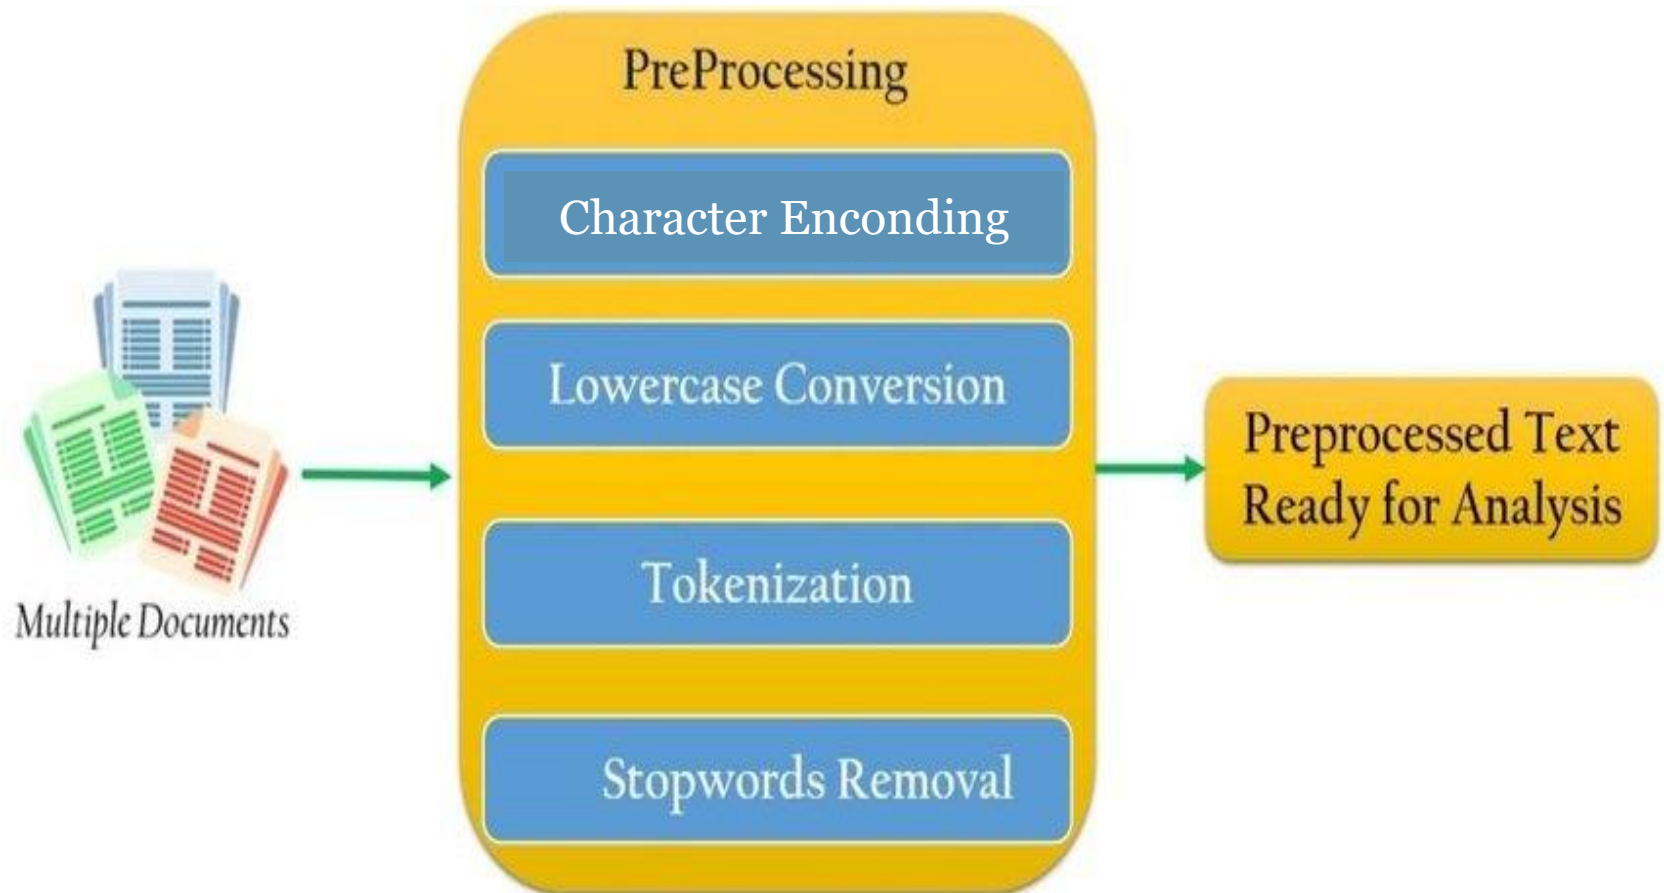 PreProcessing
Character Enconding
Lowercase Conversion
Tokenization
Stopwords Removal
Multiple Documents
Preprocessed Text
Ready for Analysis